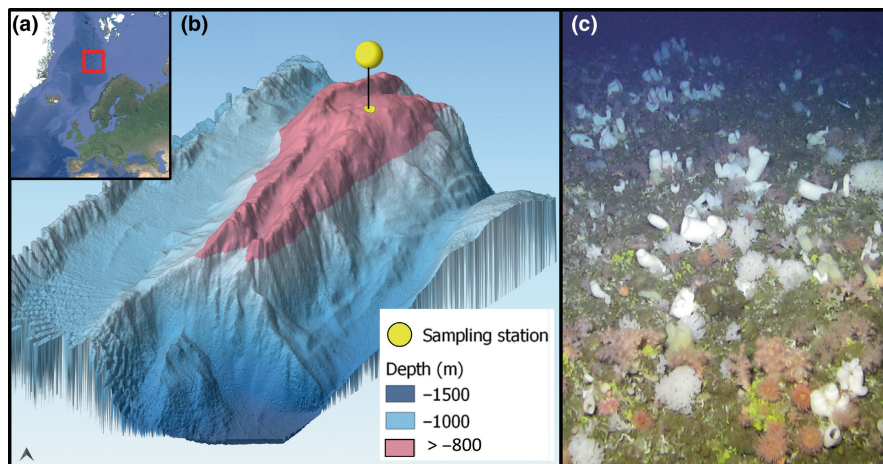 (a)
(b)
(c)
Sampling station
Depth (m)
–1500
–1000
> –800